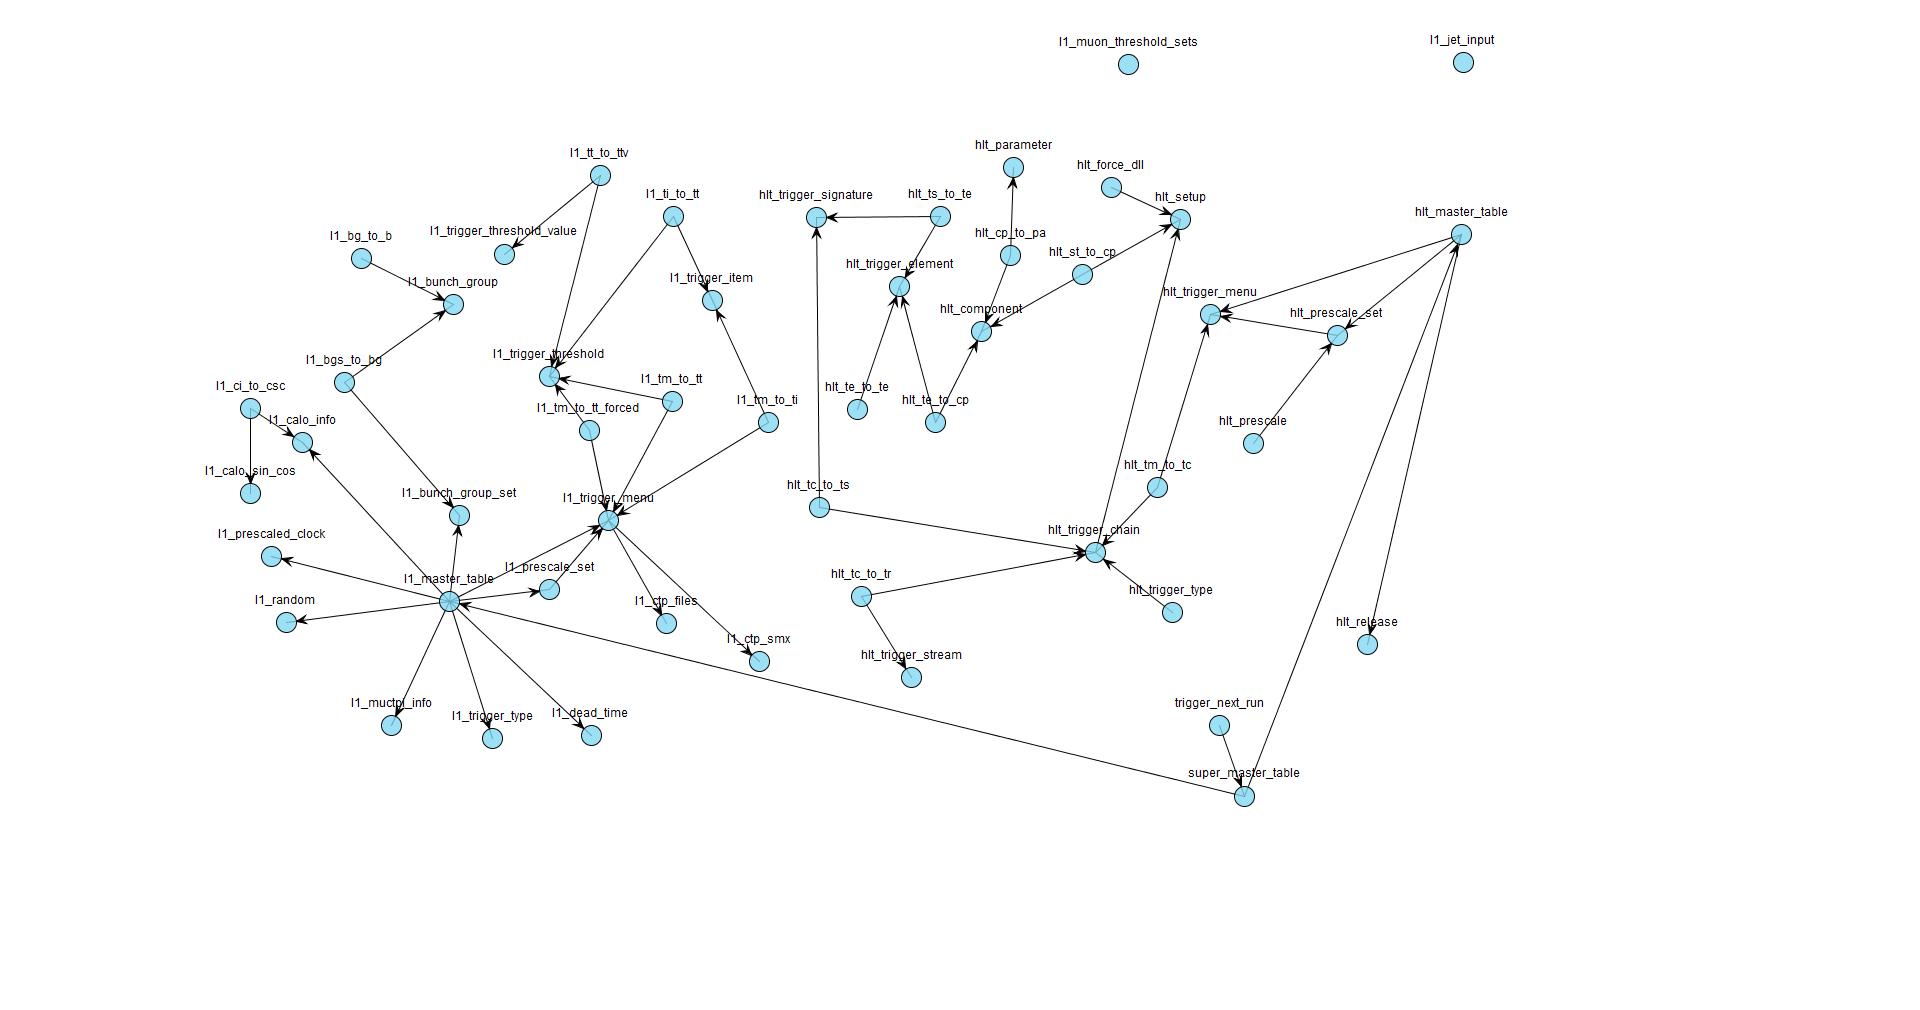 l1_jet_input
l1_muon_threshold_sets
hlt_parameter
l1_tt_to_ttv
hlt_force_dll
l1_ti_to_tt
hlt_trigger_signature
hlt_ts_to_te
hlt_setup
hlt_master_table
l1_bg_to_b
l1_trigger_threshold_value
hlt_cp_to_pa
hlt_st_to_cp
hlt_trigger_element
l1_trigger_item
l1_bunch_group
hlt_trigger_menu
hlt_component
hlt_prescale_set
l1_trigger_threshold
l1_bgs_to_bg
l1_tm_to_tt
l1_ci_to_csc
hlt_te_to_te
l1_tm_to_ti
hlt_te_to_cp
l1_tm_to_tt_forced
l1_calo_info
hlt_prescale
hlt_tm_to_tc
l1_calo_sin_cos
hlt_tc_to_ts
l1_bunch_group_set
l1_trigger_menu
hlt_trigger_chain
l1_prescaled_clock
l1_prescale_set
hlt_tc_to_tr
l1_master_table
hlt_trigger_type
l1_random
l1_ctp_files
hlt_release
l1_ctp_smx
hlt_trigger_stream
l1_muctpi_info
trigger_next_run
l1_dead_time
l1_trigger_type
super_master_table